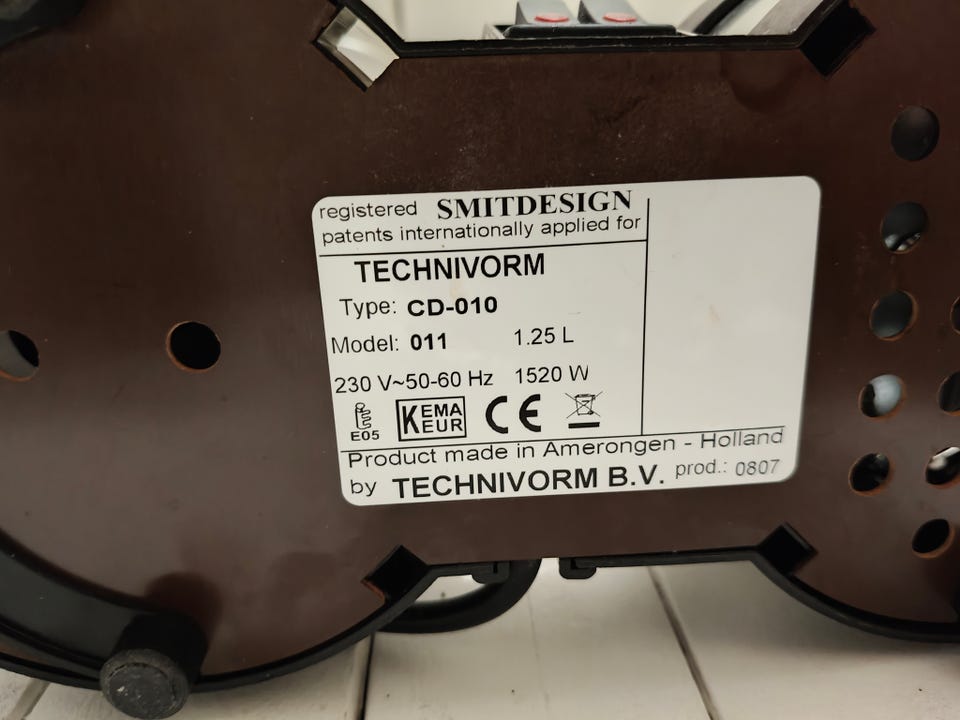 registered SMITDESIGN
patents internationally applied for
TECHNIVORM
Type: CD-010
Model: 011 1.25 L
230 V~50-60 Hz 1520 W
E05 KEMA EUR CE
Product made in Amerongen - Holland
by TECHNIVORM B.V. prod.: 0807